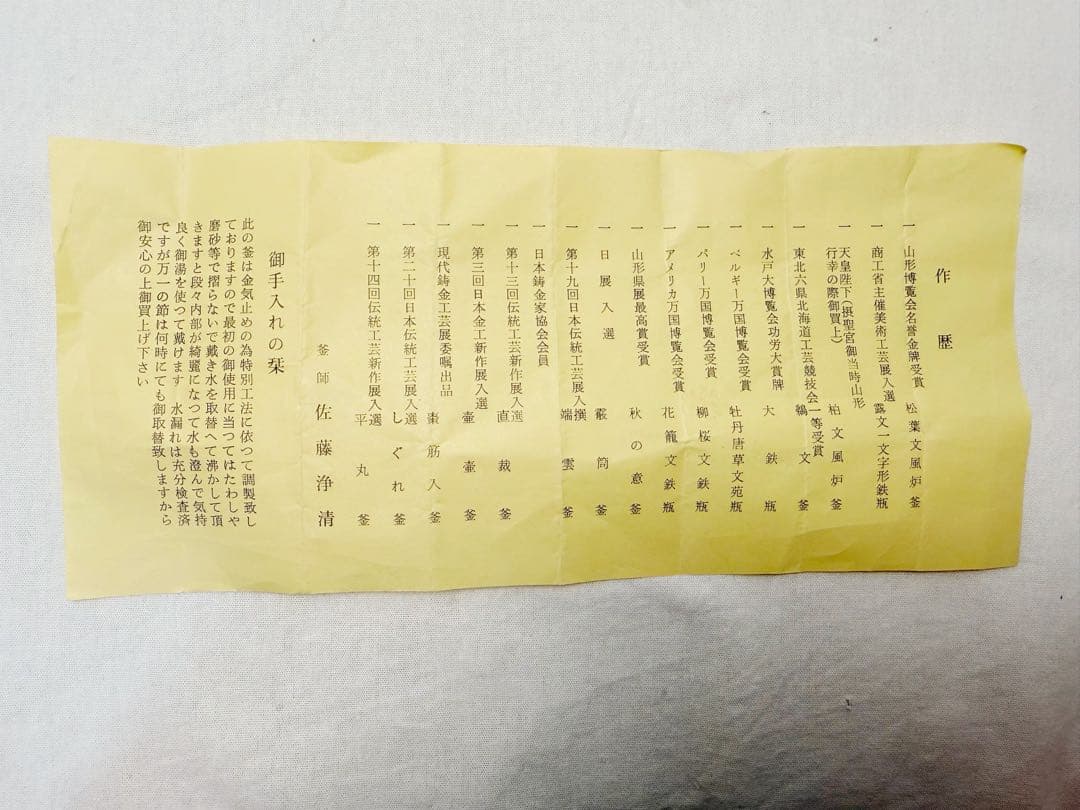 作歴
一 山形博覧会名誉金牌受賞 松葉文風炉釜
一 商工省主催美術工芸展入選 露文一文字形鉄瓶
一 天皇陛下(摂聖宮御当時山形
行幸の際御買上) 柏文風炉釜
一 東北六県北海道工芸競技会一等受賞 鶴文釜
一 水戸大博覧会功労大賞牌 大鉄瓶
一 ベルギー万国博覧会受賞 牡丹唐草文苑瓶
一 パリー万国博覧会受賞 柳桜文鉄瓶
一 アメリカ万国博覧会受賞 花籠文鉄瓶
一 山形県展最高賞受賞 秋の意釜
一 日展入選 叢筒釜
一 第十九回日本伝統工芸展入撰 端雲釜
一 日本鋳金家協会会員
一 第十三回伝統工芸新作展入選 直裁釜
一 第三回日本金工新作展入選 壷壷釜
一 現代鋳金工芸展委嘱出品 棗筋入釜
一 第二十回日本伝統工芸展入選 しぐれ釜
一 第十四回伝統工芸新作展入選 平丸釜
釜師 佐藤浄清
御手入れの栞
此の釜は金気止めの為特別工法に依つて調製致し
ておりますので最初の御使用に当つてはたわしや
磨砂等で摺らないで戴き水を取替へて沸かして頂
きますと段々内部が綺麗になつて水も澄んで気持
良く御湯を使つて戴けます 水漏れは充分検査済
ですが万一の節は何時にても御取替致しますから
御安心の上御買上げ下さい